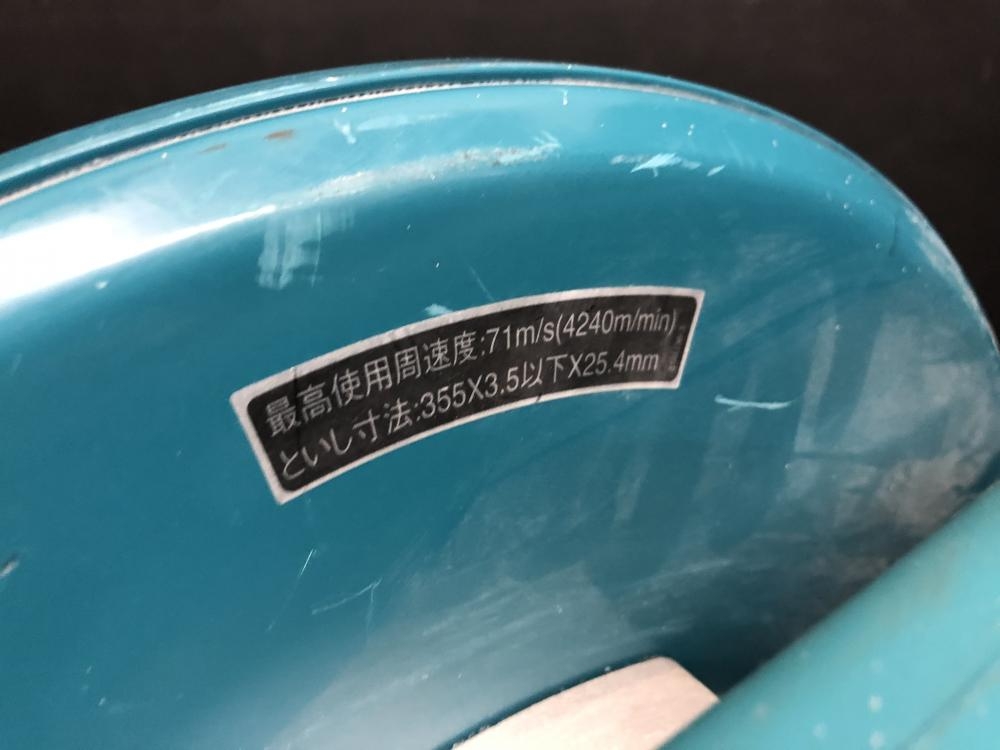 最高使用周速度:71m/s(4240m/min)
といし寸法:355X3.5以下X25.4mm